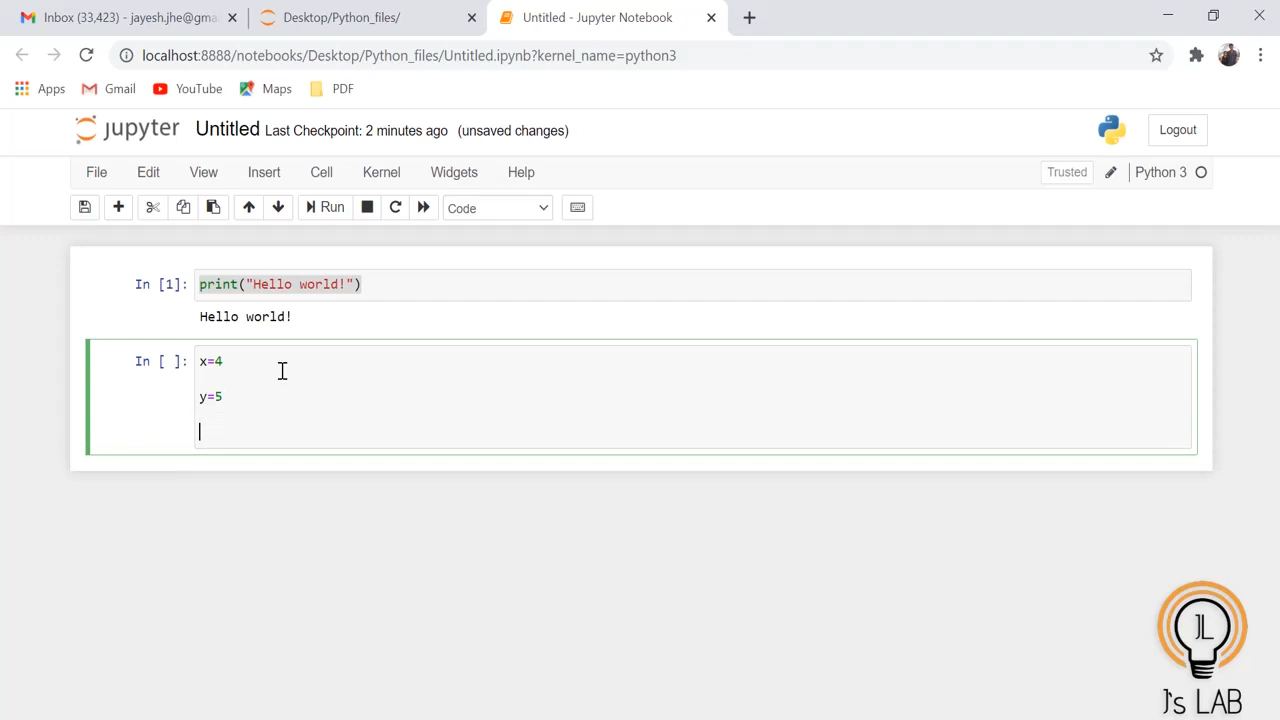 Inbox (33,423) - jayesh.jhe@gma
Desktop/Python_files/
Untitled - Jupyter Notebook
localhost:8888/notebooks/Desktop/Python_files/Untitled.ipynb?kernel_name=python3
Apps Gmail YouTube Maps PDF
jupyter Untitled Last Checkpoint: 2 minutes ago (unsaved changes)
Logout
File Edit View Insert Cell Kernel Widgets Help
Trusted Python 3
Run Code
In [1]: print("Hello world!")
Hello world!
In [ ]: x=4
y=5
JL
J's LAB